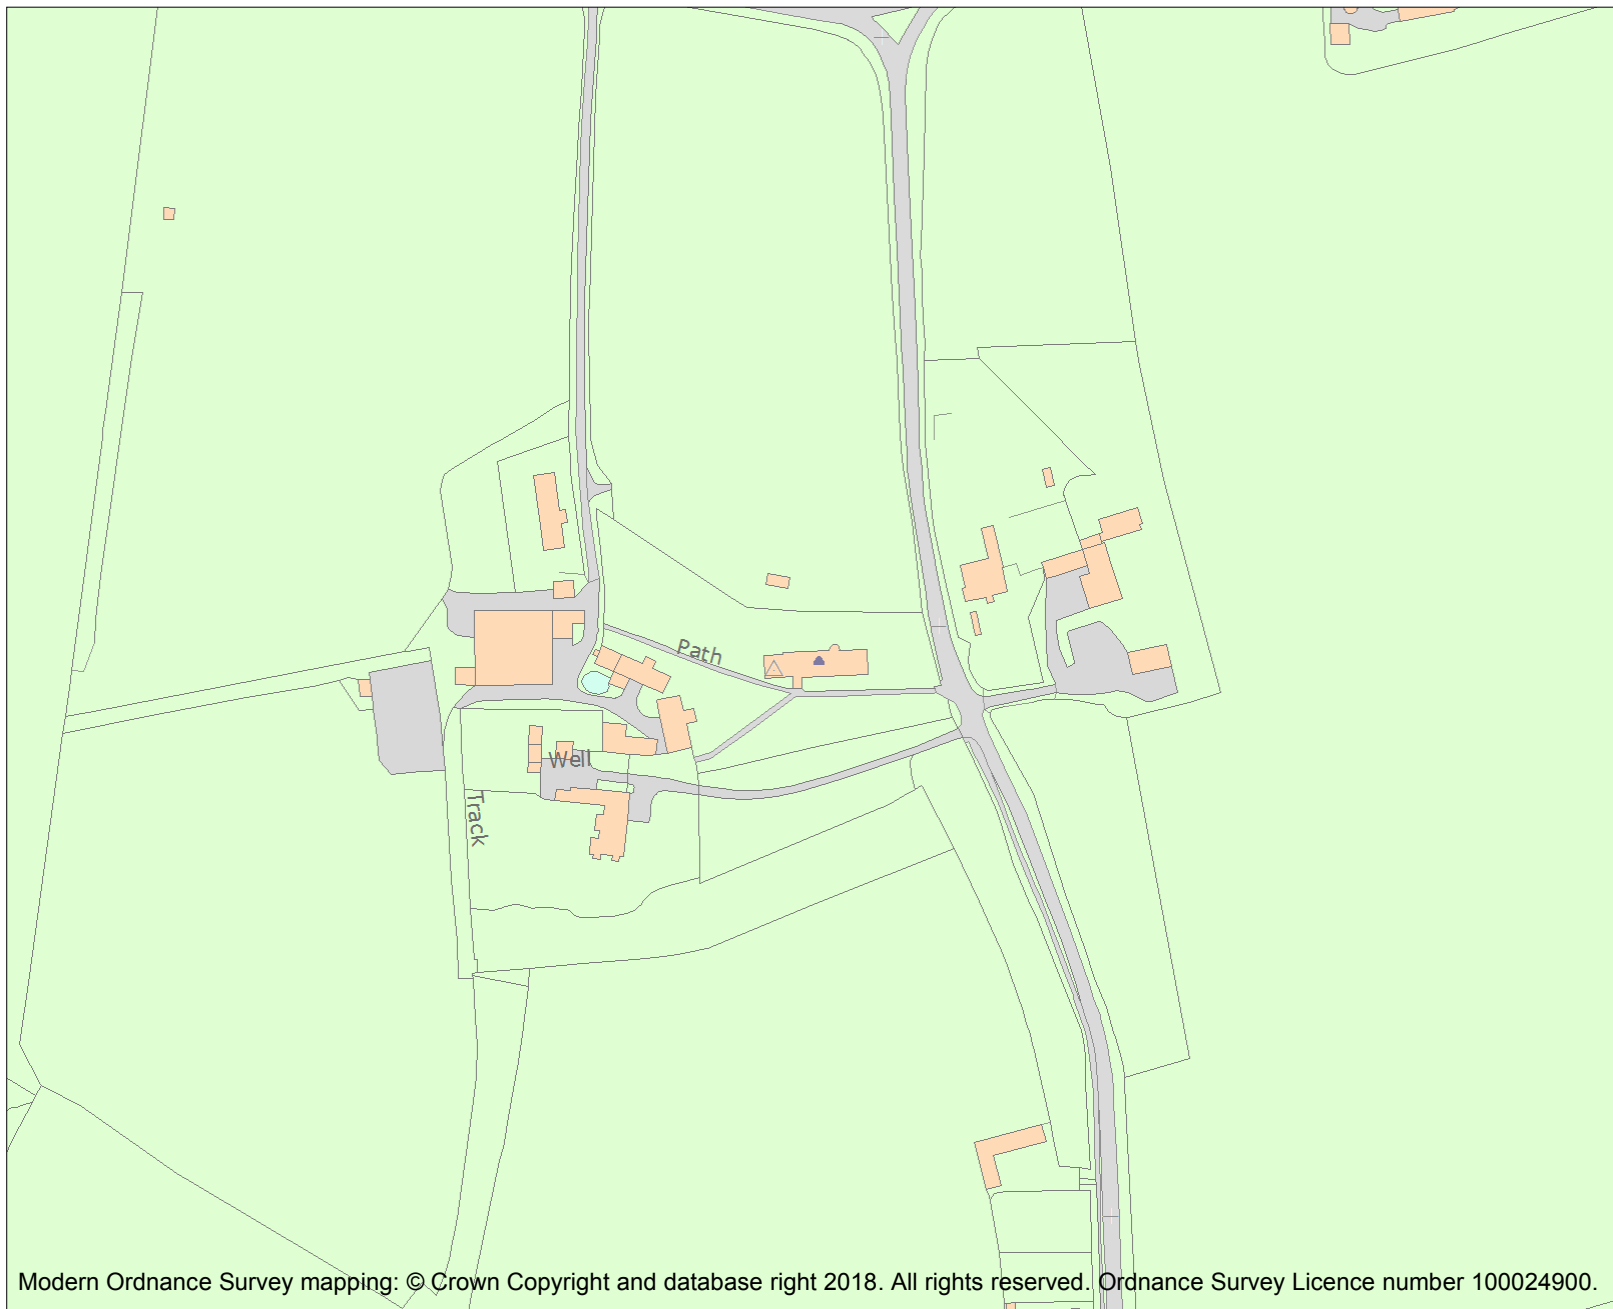 Path
Well
Track
Modern Ordnance Survey mapping: © Crown Copyright and database right 2018. All rights reserved. Ordnance Survey Licence number 100024900.